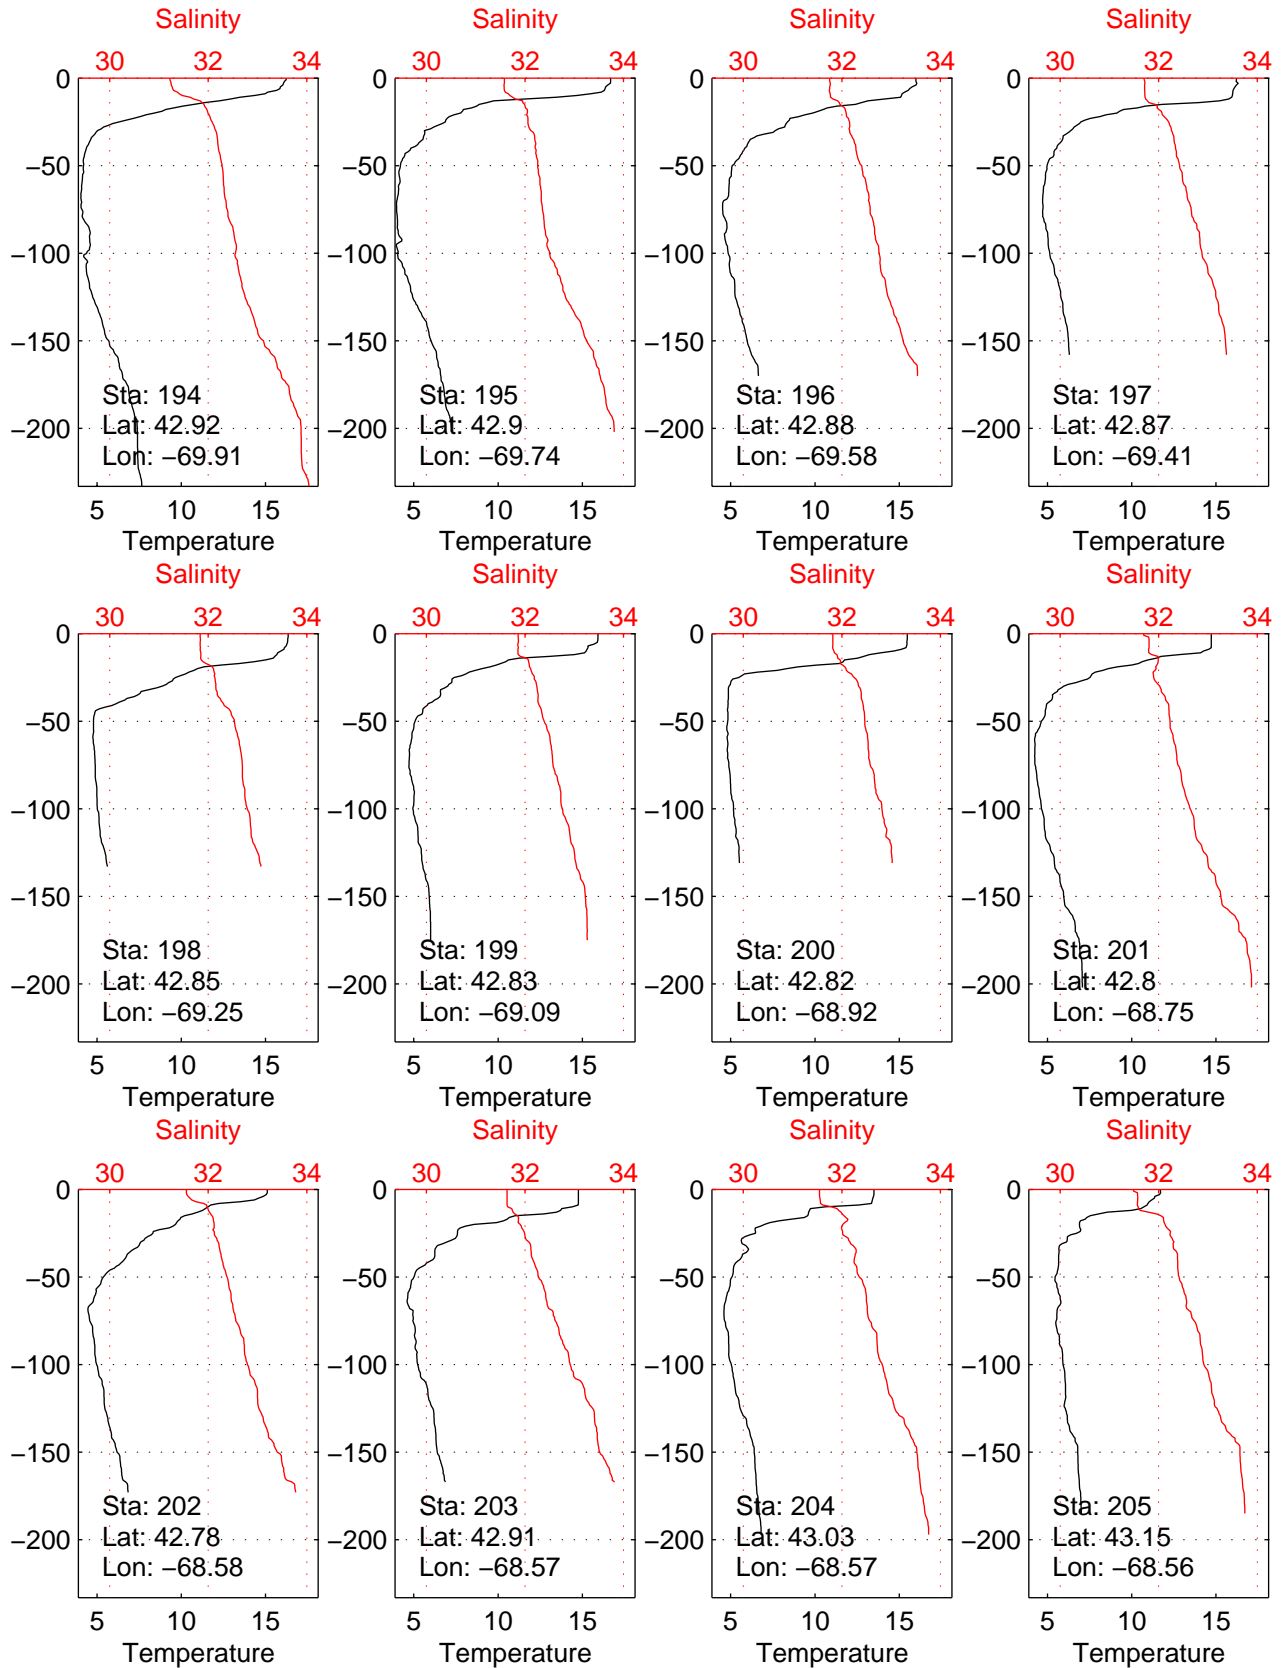 Salinity Salinity Salinity Salinity
30 32 34 30 32 34 30 32 34 30 32 34
0 0 0 0
−50 −50 −50 −50
−100 −100 −100 −100
−150 −150 −150 −150
Sta: 194 Sta: 195 Sta: 196 Sta: 197
−200 Lat: 42.92 −200 Lat: 42.9 −200 Lat: 42.88 −200 Lat: 42.87
Lon: −69.91 Lon: −69.74 Lon: −69.58 Lon: −69.41
5 10 15 5 10 15 5 10 15 5 10 15
Temperature Temperature Temperature Temperature
Salinity Salinity Salinity Salinity
30 32 34 30 32 34 30 32 34 30 32 34
0 0 0 0
−50 −50 −50 −50
−100 −100 −100 −100
−150 −150 −150 −150
Sta: 198 Sta: 199 Sta: 200 Sta: 201
−200 Lat: 42.85 −200 Lat: 42.83 −200 Lat: 42.82 −200 Lat: 42.8
Lon: −69.25 Lon: −69.09 Lon: −68.92 Lon: −68.75
5 10 15 5 10 15 5 10 15 5 10 15
Temperature Temperature Temperature Temperature
Salinity Salinity Salinity Salinity
30 32 34 30 32 34 30 32 34 30 32 34
0 0 0 0
−50 −50 −50 −50
−100 −100 −100 −100
−150 −150 −150 −150
Sta: 202 Sta: 203 Sta: 204 Sta: 205
−200 Lat: 42.78 −200 Lat: 42.91 −200 Lat: 43.03 −200 Lat: 43.15
Lon: −68.58 Lon: −68.57 Lon: −68.57 Lon: −68.56
5 10 15 5 10 15 5 10 15 5 10 15
Temperature Temperature Temperature Temperature